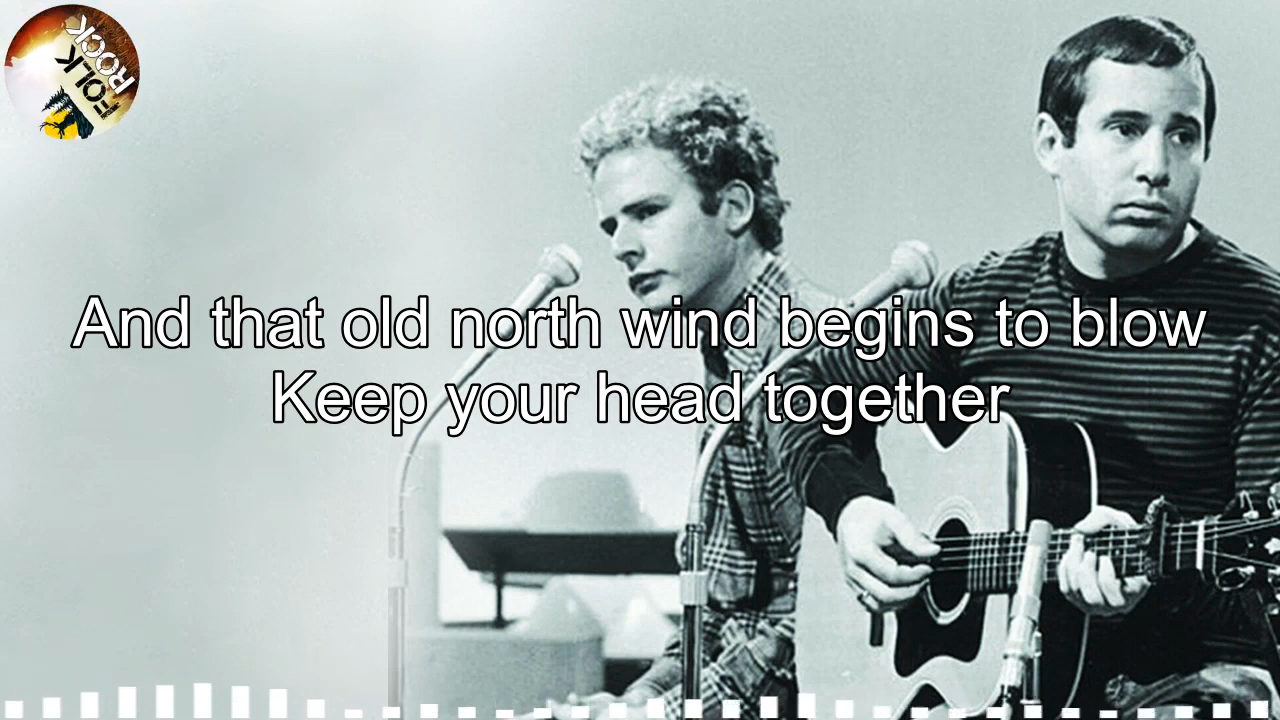 FOLK
ROCK
And that old north wind begins to blow
Keep your head together